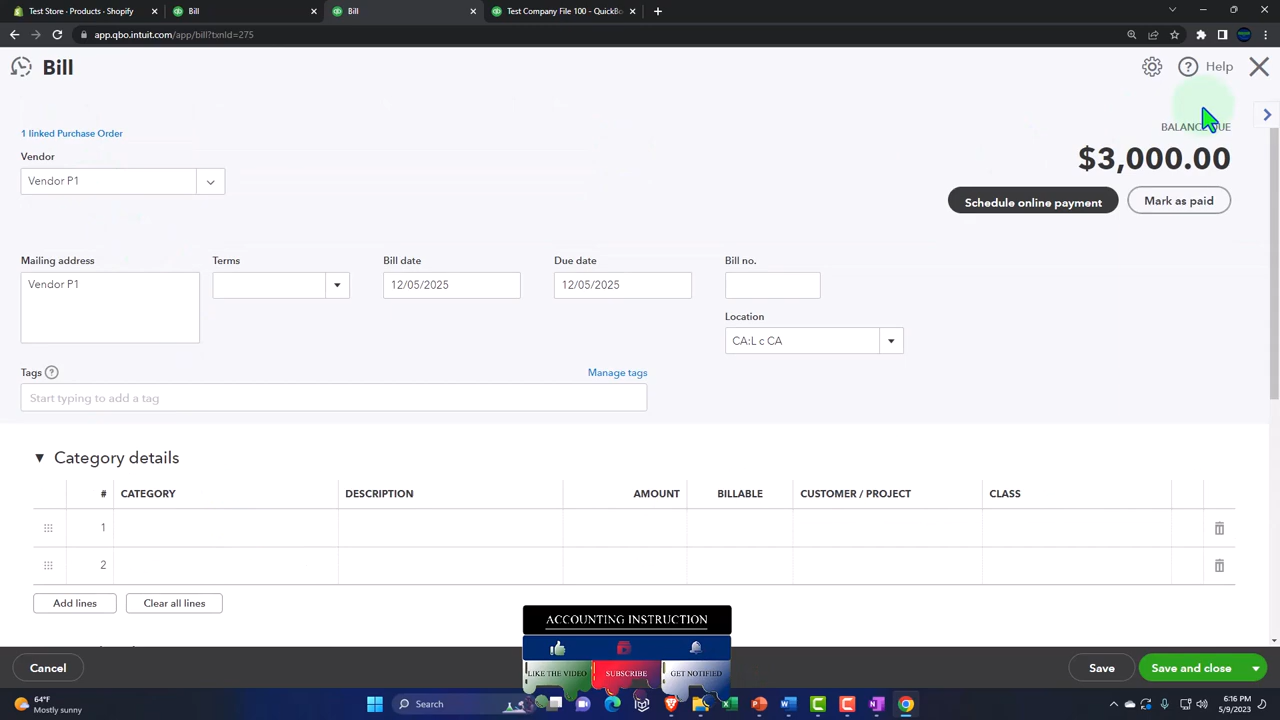 Test Store - Products - Shopify
Bill
Bill
Test Company File 100 - QuickBo
app.qbo.intuit.com/app/bill?txnId=275
Bill
Help
1 linked Purchase Order
BALANCE DUE
Vendor
$3,000.00
Vendor P1
Schedule online payment
Mark as paid
Mailing address
Terms
Bill date
Due date
Bill no.
Vendor P1
12/05/2025
12/05/2025
Location
CA:L c CA
Tags
Manage tags
Start typing to add a tag
Category details
# CATEGORY DESCRIPTION AMOUNT BILLABLE CUSTOMER / PROJECT CLASS
1
2
Add lines
Clear all lines
ACCOUNTING INSTRUCTION
LIKE THE VIDEO
SUBSCRIBE
GET NOTIFIED
Cancel
Save
Save and close
64°F
Mostly sunny
Search
6:16 PM
5/9/2023